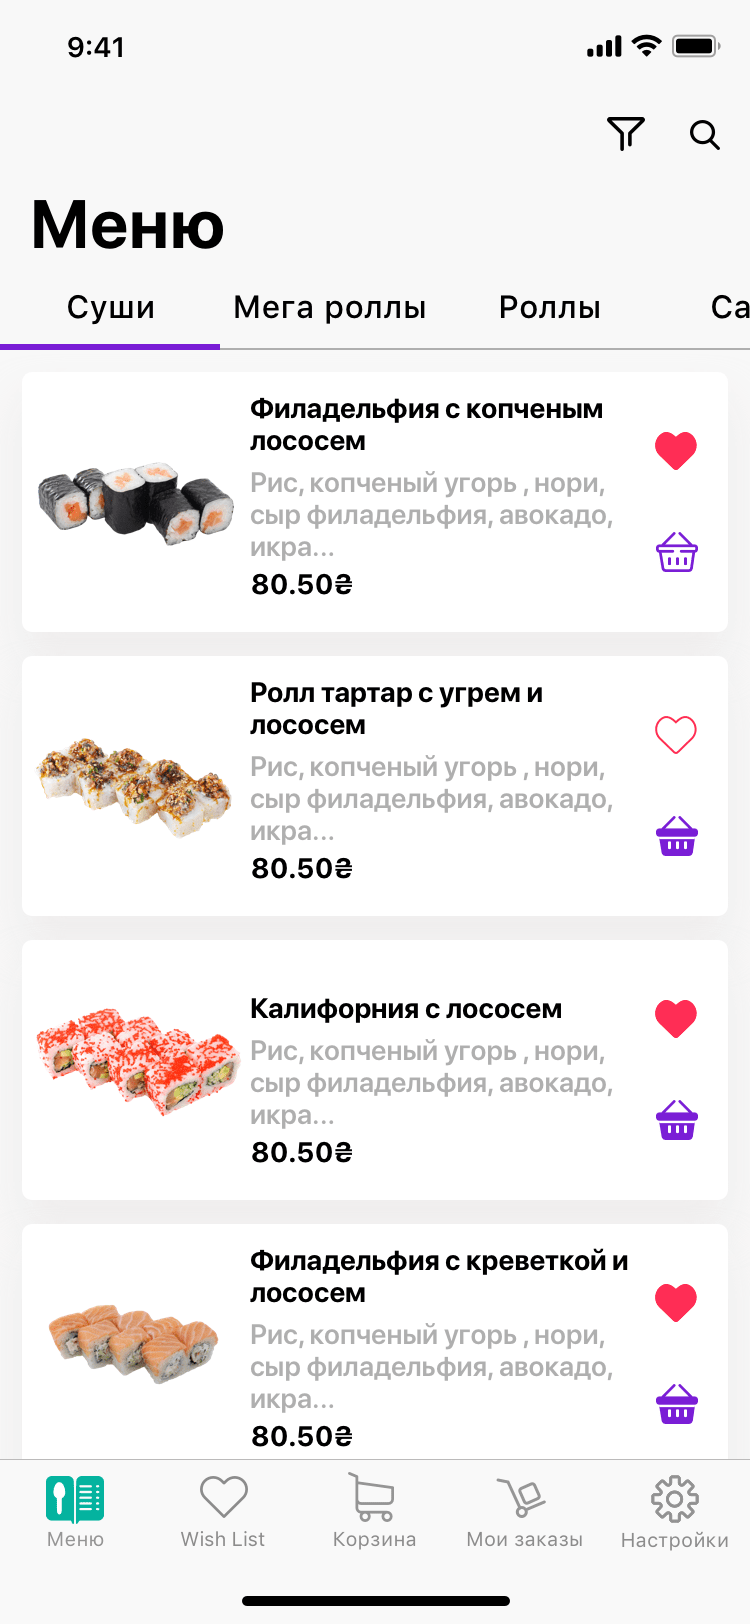 9:41
Меню
Суши Мега роллы Роллы Са
Филадельфия с копченым
лососем
Рис, копченый угорь , нори,
сыр филадельфия, авокадо,
икра...
80.50₴
Ролл тартар с угрем и
лососем
Рис, копченый угорь , нори,
сыр филадельфия, авокадо,
икра...
80.50₴
Калифорния с лососем
Рис, копченый угорь , нори,
сыр филадельфия, авокадо,
икра...
80.50₴
Филадельфия с креветкой и
лососем
Рис, копченый угорь , нори,
сыр филадельфия, авокадо,
икра...
80.50₴
Меню Wish List Корзина Мои заказы Настройки